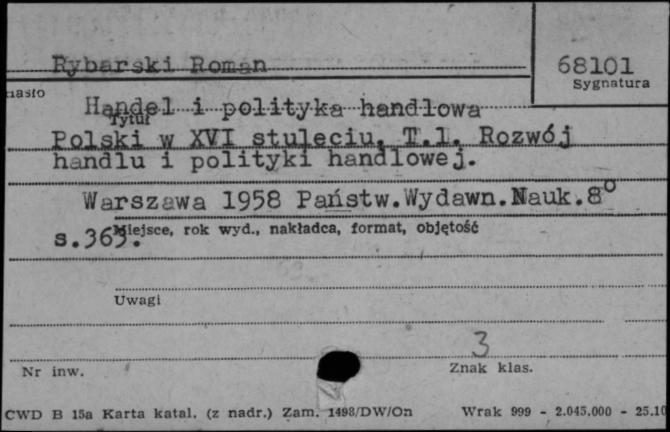 Rybarski Roman
68101
Sygnatura
Hasło
Handel i polityka handlowa
Tytuł
Polski w XVI stuleciu, T.1. Rozwój
handlu i polityki handlowej.
Warszawa 1958 Państw.Wydawn.Nauk.8°
s.363.
Miejsce, rok wyd., nakładca, format, objętość
Uwagi
3
Nr inw.
Znak klas.
CWD B 15a Karta katal. (z nadr.) Zam. 1498/DW/On Wrak 999 - 2.045.000 - 25.10